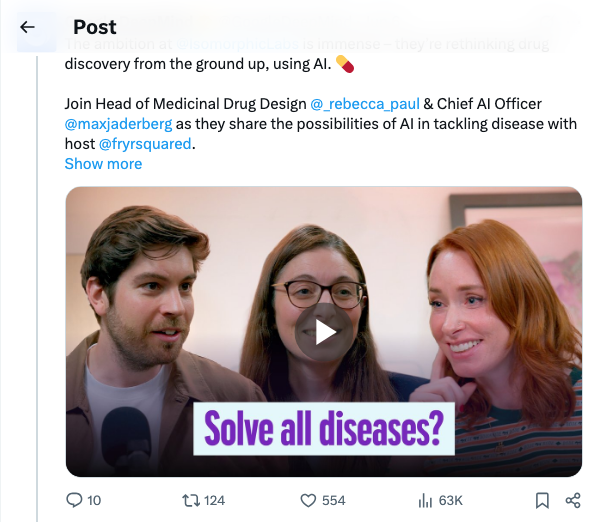 Post
The ambition at @IsomorphicLabs is immense – they're rethinking drug
discovery from the ground up, using AI. 💊
Join Head of Medicinal Drug Design @_rebecca_paul & Chief AI Officer
@maxjaderberg as they share the possibilities of AI in tackling disease with
host @fryrsquared.
Show more
Solve all diseases?
10 124 554 63K